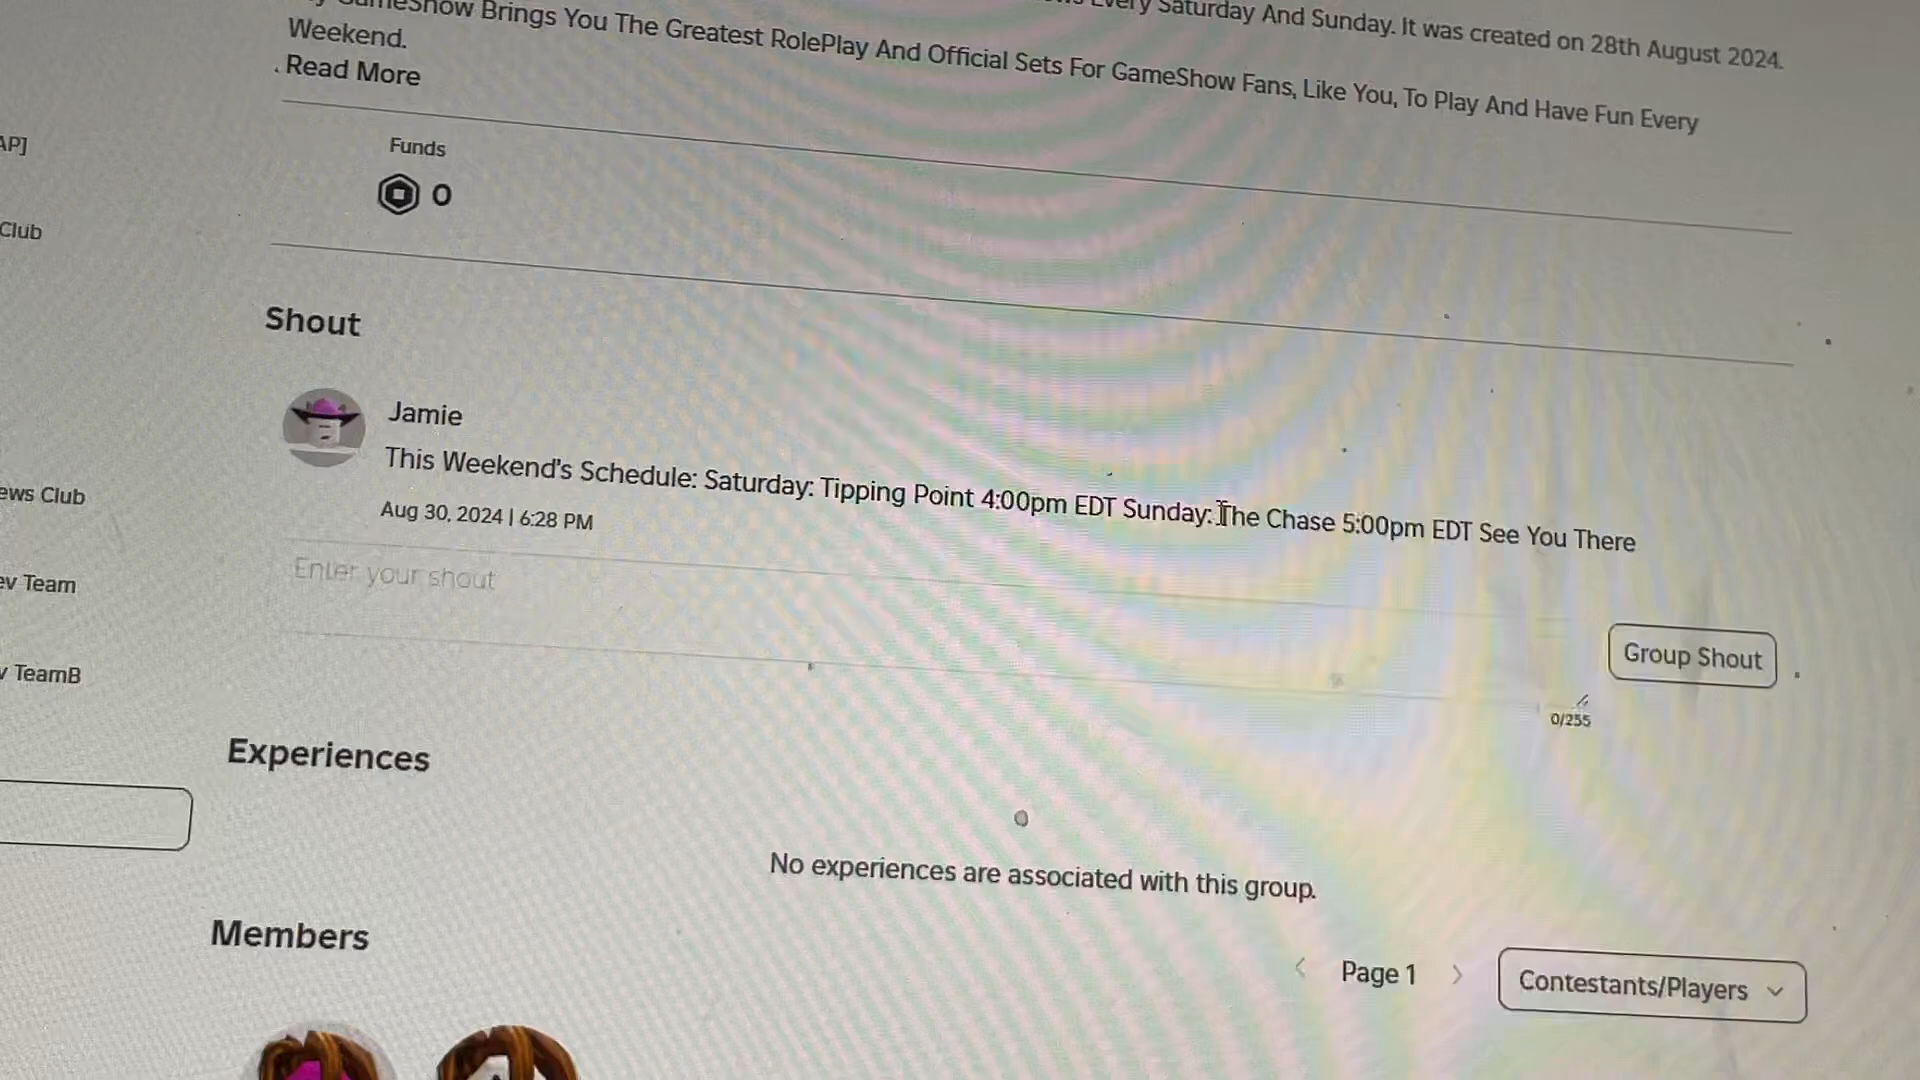 Every Saturday And Sunday. It was created on 28th August 2024.
GameShow Brings You The Greatest RolePlay And Official Sets For GameShow Fans, Like You, To Play And Have Fun Every
Weekend.
. Read More
AP]
Funds
0
Club
Shout
Jamie
This Weekend's Schedule: Saturday: Tipping Point 4:00pm EDT Sunday: The Chase 5:00pm EDT See You There
Aug 30, 2024 | 6:28 PM
ews Club
Enter your shout
ev Team
Group Shout
v TeamB
0/255
Experiences
No experiences are associated with this group.
Members
Page 1
Contestants/Players